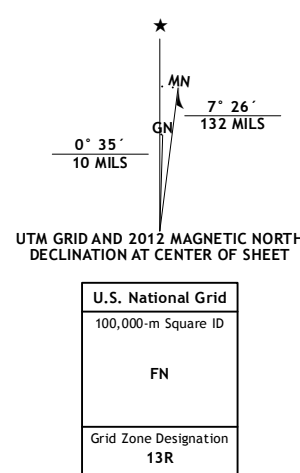 ★
MN
7° 26´
132 MILS
GN
0° 35´
10 MILS
UTM GRID AND 2012 MAGNETIC NORTH
DECLINATION AT CENTER OF SHEET
U.S. National Grid
100,000-m Square ID
FN
Grid Zone Designation
13R